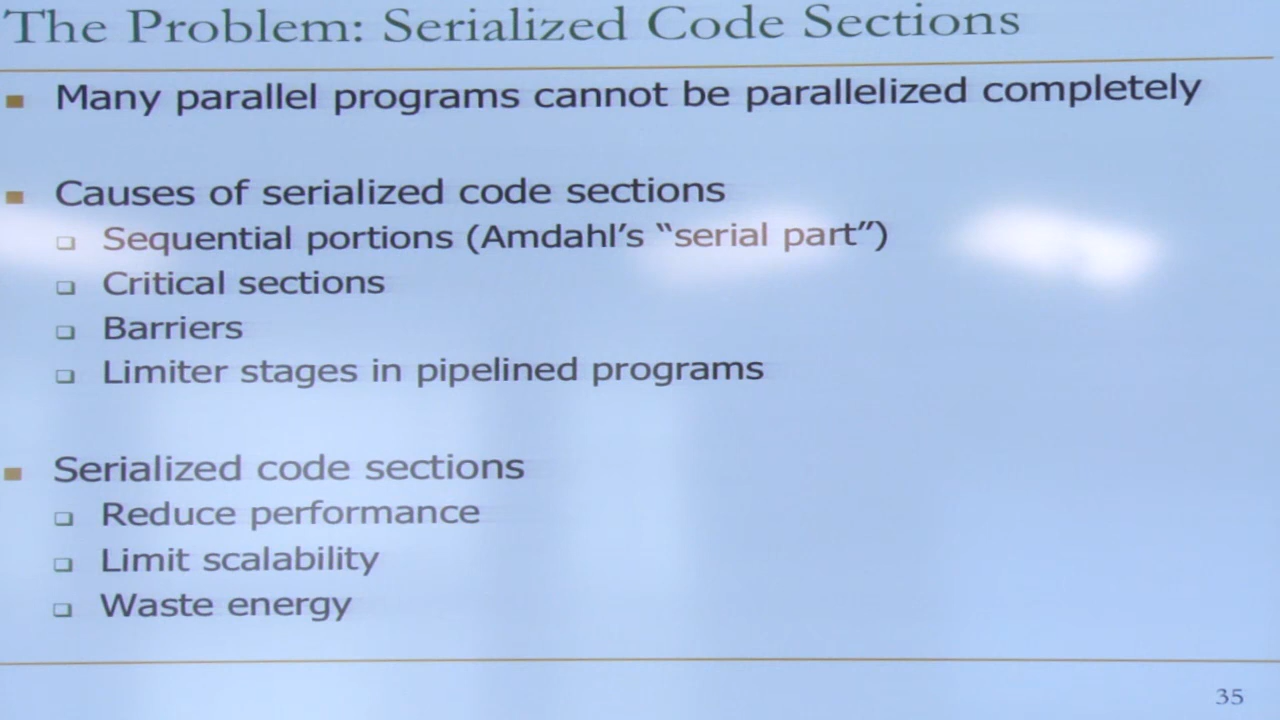 The Problem: Serialized Code Sections
Many parallel programs cannot be parallelized completely
Causes of serialized code sections
Sequential portions (Amdahl's "serial part")
Critical sections
Barriers
Limiter stages in pipelined programs
Serialized code sections
Reduce performance
Limit scalability
Waste energy
35